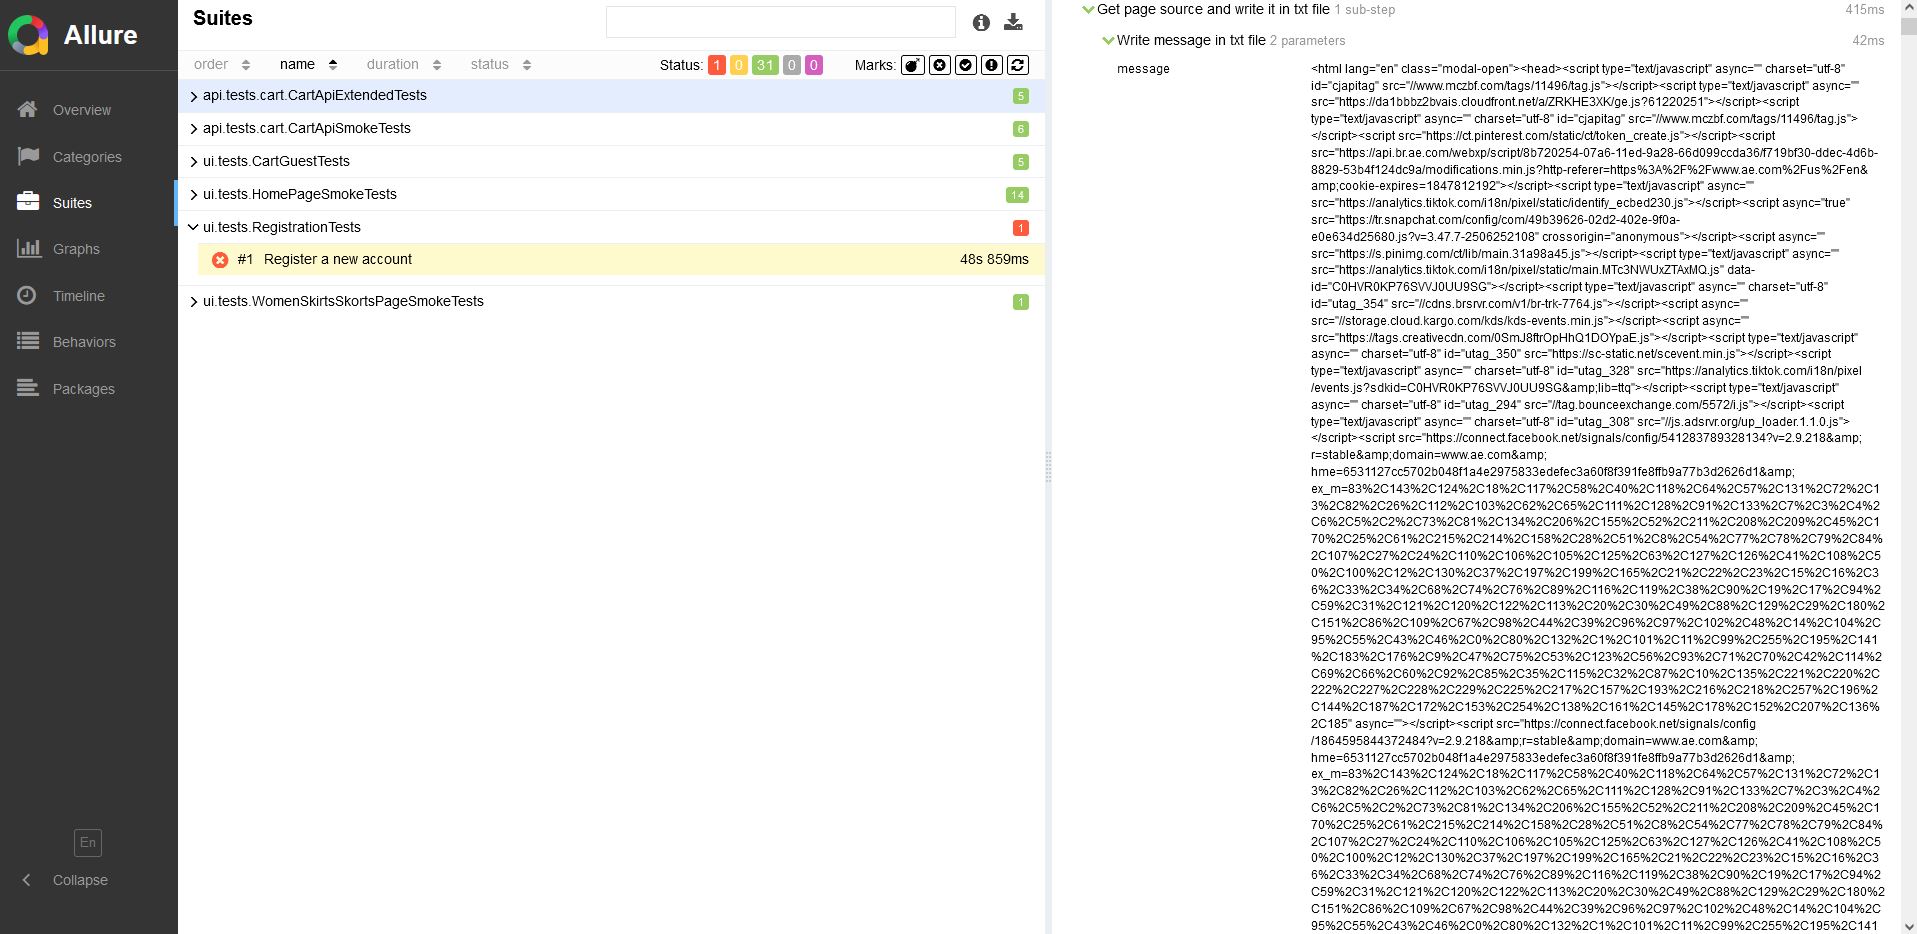 Allure
Overview
Categories
Suites
Graphs
Timeline
Behaviors
Packages
En
Collapse
Suites
order name duration status Status: 1 0 31 0 0 Marks:
api.tests.cart.CartApiExtendedTests 5
api.tests.cart.CartApiSmokeTests 6
ui.tests.CartGuestTests 5
ui.tests.HomePageSmokeTests 14
ui.tests.RegistrationTests 1
#1 Register a new account 48s 859ms
ui.tests.WomenSkirtsSkortsPageSmokeTests 1
Get page source and write it in txt file 1 sub-step 415ms
Write message in txt file 2 parameters 42ms
message
<html lang="en" class="modal-open"><head><script type="text/javascript" async="" charset="utf-8"
id="cjapitag" src="//www.mczbf.com/tags/11496/tag.js"></script><script type="text/javascript" async=""
src="https://da1bbbz2bvais.cloudfront.net/a/ZRKHE3XK/ge.js?61220251"></script><script
type="text/javascript" async="" charset="utf-8" id="cjapitag" src="//www.mczbf.com/tags/11496/tag.js">
</script><script src="https://ct.pinterest.com/static/ct/token_create.js"></script><script
src="https://api.br.ae.com/webxp/script/8b720254-07a6-11ed-9a28-66d099ccda36/f719bf30-ddec-4d6b-
8829-53b4f124dc9a/modifications.min.js?http-referer=https%3A%2F%2Fwww.ae.com%2Fus%2Fen&
amp;cookie-expires=1847812192"></script><script type="text/javascript" async=""
src="https://analytics.tiktok.com/i18n/pixel/static/identify_ecbed230.js"></script><script async="true"
src="https://tr.snapchat.com/config/com/49b39626-02d2-402e-9f0a-
e0e634d25680.js?v=3.47.7-2506252108" crossorigin="anonymous"></script><script async=""
src="https://s.pinimg.com/ct/lib/main.31a98a45.js"></script><script type="text/javascript" async=""
src="https://analytics.tiktok.com/i18n/pixel/static/main.MTc3NWUxZTAxMQ.js" data-
id="C0HVR0KP76SVVJ0UU9SG"></script><script type="text/javascript" async="" charset="utf-8"
id="utag_354" src="//cdns.brsrvr.com/v1/br-trk-7764.js"></script><script async=""
src="//storage.cloud.kargo.com/kds/kds-events.min.js"></script><script async=""
src="https://tags.creativecdn.com/0SmJ8ftrOpHhQ1DOYpaE.js"></script><script type="text/javascript"
async="" charset="utf-8" id="utag_350" src="https://sc-static.net/scevent.min.js"></script><script
type="text/javascript" async="" charset="utf-8" id="utag_328" src="https://analytics.tiktok.com/i18n/pixel
/events.js?sdkid=C0HVR0KP76SVVJ0UU9SG&amp;lib=ttq"></script><script type="text/javascript"
async="" charset="utf-8" id="utag_294" src="//tag.bounceexchange.com/5572/i.js"></script><script
type="text/javascript" async="" charset="utf-8" id="utag_308" src="//js.adsrvr.org/up_loader.1.1.0.js">
</script><script src="https://connect.facebook.net/signals/config/541283789328134?v=2.9.218&amp;
r=stable&amp;domain=www.ae.com&amp;
hme=6531127cc5702b048f1a4e2975833edefec3a60f8f391fe8ffb9a77b3d2626d1&amp;
ex_m=83%2C143%2C124%2C18%2C117%2C58%2C40%2C118%2C64%2C57%2C131%2C72%2C1
3%2C82%2C26%2C112%2C103%2C62%2C65%2C111%2C128%2C91%2C133%2C7%2C3%2C4%2
C6%2C5%2C2%2C73%2C81%2C134%2C206%2C155%2C52%2C211%2C208%2C209%2C45%2C1
70%2C25%2C61%2C215%2C214%2C158%2C28%2C51%2C8%2C54%2C77%2C78%2C79%2C84%
2C107%2C27%2C24%2C110%2C106%2C105%2C125%2C63%2C127%2C126%2C41%2C108%2C5
0%2C100%2C12%2C130%2C37%2C197%2C199%2C165%2C21%2C22%2C23%2C15%2C16%2C3
6%2C33%2C34%2C68%2C74%2C76%2C89%2C116%2C119%2C38%2C90%2C19%2C17%2C94%2
C59%2C31%2C121%2C120%2C122%2C113%2C20%2C30%2C49%2C88%2C129%2C29%2C180%2
C151%2C86%2C109%2C67%2C98%2C44%2C39%2C96%2C97%2C102%2C48%2C14%2C104%2C
95%2C55%2C43%2C46%2C0%2C80%2C132%2C1%2C101%2C11%2C99%2C255%2C195%2C141
%2C183%2C176%2C9%2C47%2C75%2C53%2C123%2C56%2C93%2C71%2C70%2C42%2C114%2
C69%2C66%2C60%2C92%2C85%2C35%2C115%2C32%2C87%2C10%2C135%2C221%2C220%2C
222%2C227%2C228%2C229%2C225%2C217%2C157%2C193%2C216%2C218%2C257%2C196%2
C144%2C187%2C172%2C153%2C254%2C138%2C161%2C145%2C178%2C152%2C207%2C136%
2C185" async=""></script><script src="https://connect.facebook.net/signals/config
/1864595844372484?v=2.9.218&amp;r=stable&amp;domain=www.ae.com&amp;
hme=6531127cc5702b048f1a4e2975833edefec3a60f8f391fe8ffb9a77b3d2626d1&amp;
ex_m=83%2C143%2C124%2C18%2C117%2C58%2C40%2C118%2C64%2C57%2C131%2C72%2C1
3%2C82%2C26%2C112%2C103%2C62%2C65%2C111%2C128%2C91%2C133%2C7%2C3%2C4%2
C6%2C5%2C2%2C73%2C81%2C134%2C206%2C155%2C52%2C211%2C208%2C209%2C45%2C1
70%2C25%2C61%2C215%2C214%2C158%2C28%2C51%2C8%2C54%2C77%2C78%2C79%2C84%
2C107%2C27%2C24%2C110%2C106%2C105%2C125%2C63%2C127%2C126%2C41%2C108%2C5
0%2C100%2C12%2C130%2C37%2C197%2C199%2C165%2C21%2C22%2C23%2C15%2C16%2C3
6%2C33%2C34%2C68%2C74%2C76%2C89%2C116%2C119%2C38%2C90%2C19%2C17%2C94%2
C59%2C31%2C121%2C120%2C122%2C113%2C20%2C30%2C49%2C88%2C129%2C29%2C180%2
C151%2C86%2C109%2C67%2C98%2C44%2C39%2C96%2C97%2C102%2C48%2C14%2C104%2C
95%2C55%2C43%2C46%2C0%2C80%2C132%2C1%2C101%2C11%2C99%2C255%2C195%2C141